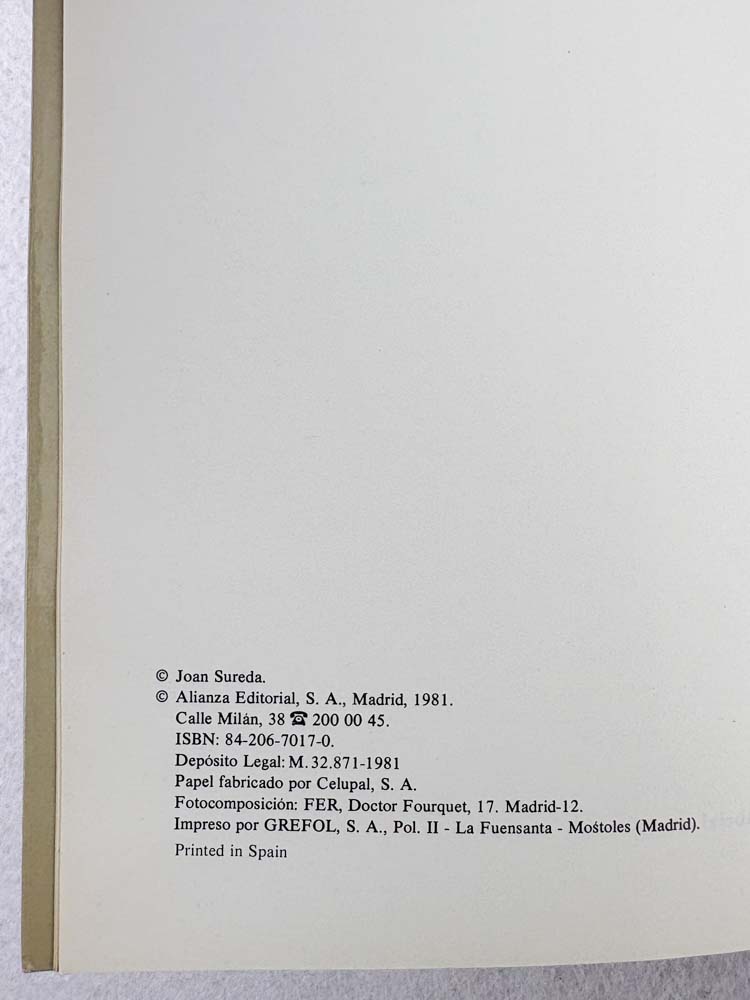 © Joan Sureda.
© Alianza Editorial, S. A., Madrid, 1981.
Calle Milán, 38 ☎ 200 00 45.
ISBN: 84-206-7017-0.
Depósito Legal: M. 32.871-1981
Papel fabricado por Celupal, S. A.
Fotocomposición: FER, Doctor Fourquet, 17. Madrid-12.
Impreso por GREFOL, S. A., Pol. II - La Fuensanta - Mośtoles (Madrid).
Printed in Spain